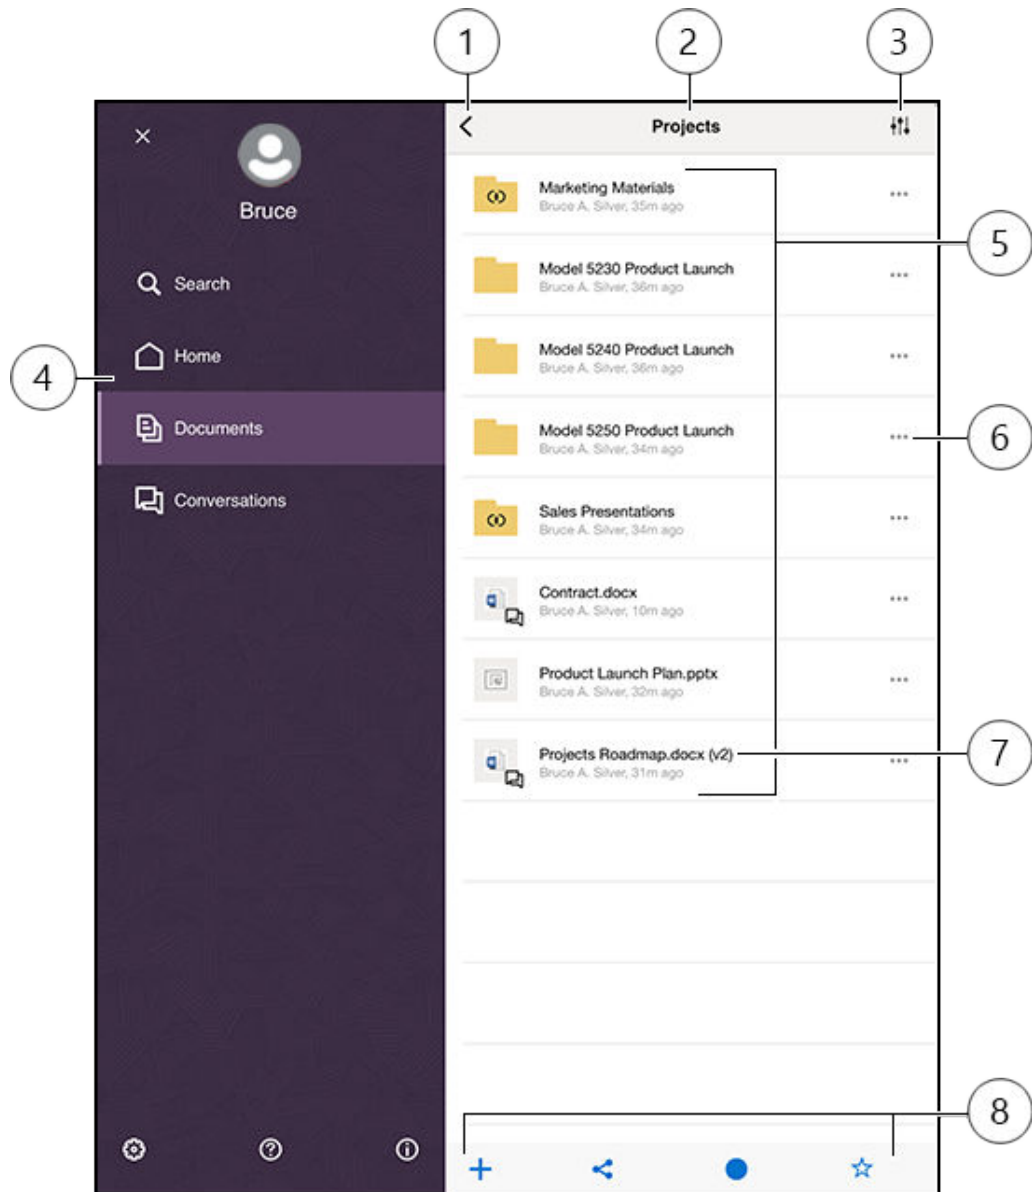 1
2
3
Projects
Bruce
Search
Home
Documents
Conversations
4
Marketing Materials
Bruce A. Silver, 35m ago
Model 5230 Product Launch
Bruce A. Silver, 36m ago
Model 5240 Product Launch
Bruce A. Silver, 36m ago
Model 5250 Product Launch
Bruce A. Silver, 34m ago
Sales Presentations
Bruce A. Silver, 34m ago
Contract.docx
Bruce A. Silver, 10m ago
Product Launch Plan.pptx
Bruce A. Silver, 32m ago
Projects Roadmap.docx (v2)
Bruce A. Silver, 31m ago
5
6
7
8